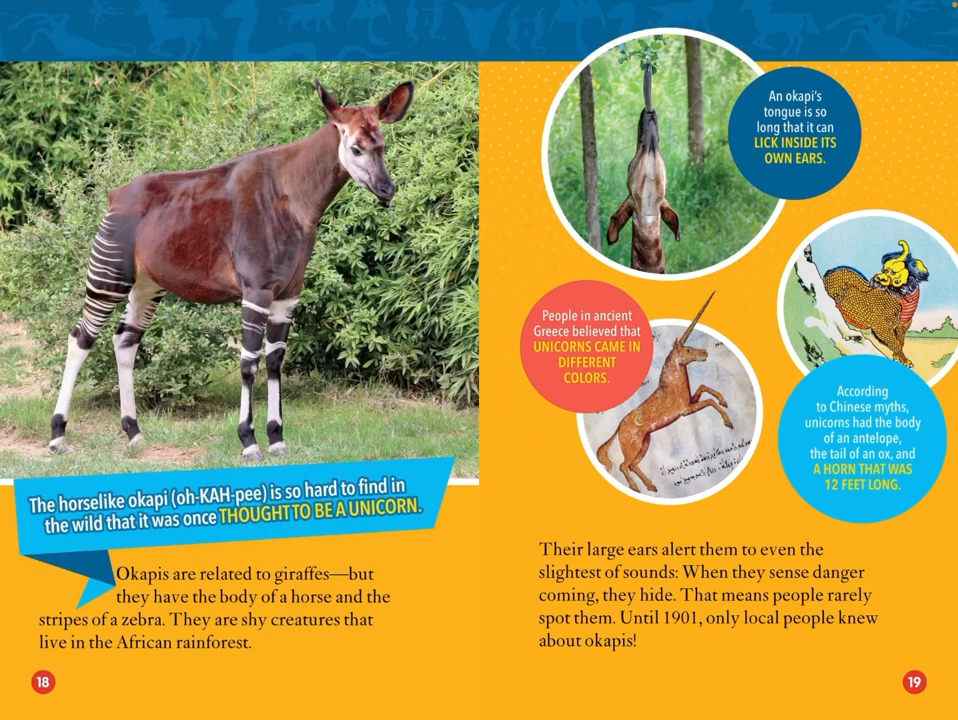 The horselike okapi (oh-KAH-pee) is so hard to find in
the wild that it was once THOUGHT TO BE A UNICORN.
Okapis are related to giraffes—but
they have the body of a horse and the
stripes of a zebra. They are shy creatures that
live in the African rainforest.
18
An okapi's
tongue is so
long that it can
LICK INSIDE ITS
OWN EARS.
People in ancient
Greece believed that
UNICORNS CAME IN
DIFFERENT
COLORS.
According
to Chinese myths,
unicorns had the body
of an antelope,
the tail of an ox, and
A HORN THAT WAS
12 FEET LONG.
Their large ears alert them to even the
slightest of sounds: When they sense danger
coming, they hide. That means people rarely
spot them. Until 1901, only local people knew
about okapis!
19